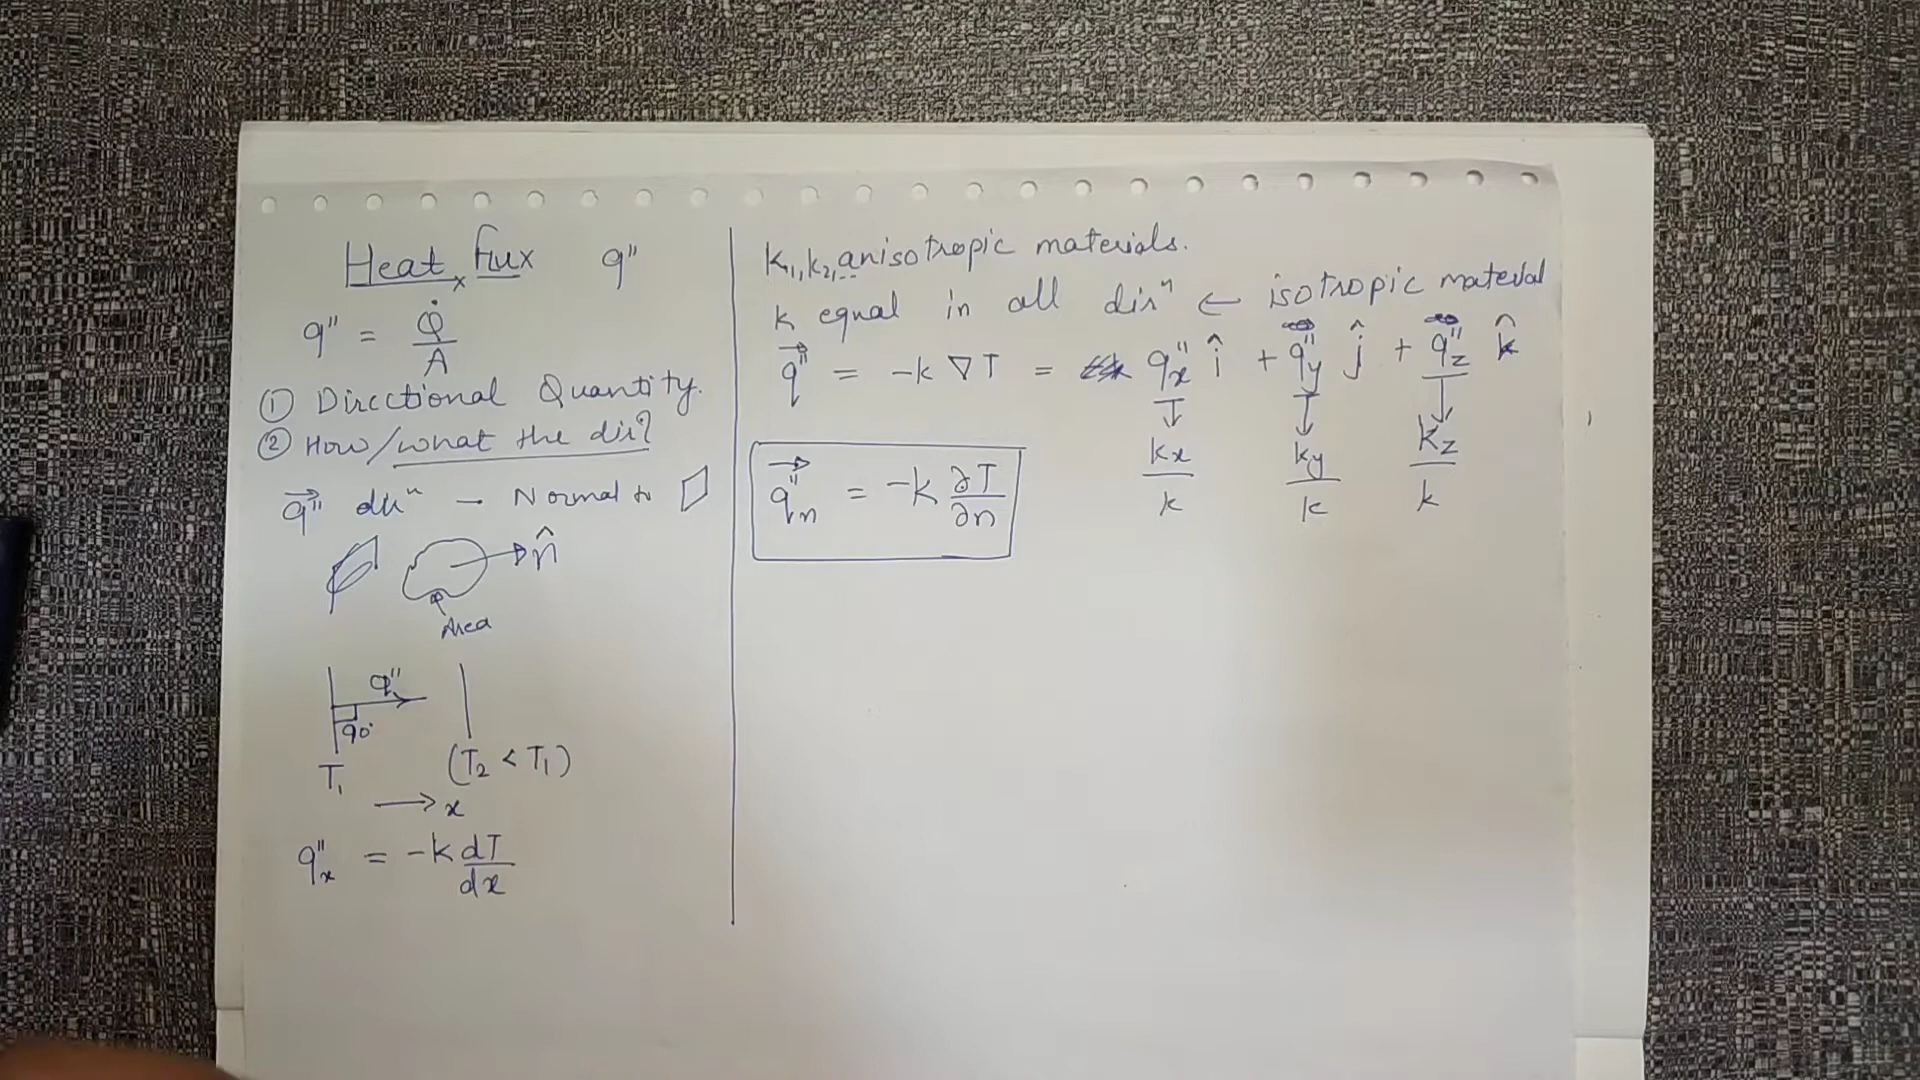 Heat Flux q"
q" = Q̇/A
① Directional Quantity.
② How/what the dir?
q⃗" dirⁿ - Normal to
n̂
Area
q"
90°
T₁ (T₂ < T₁)
→ x
q"ₓ = -k dT/dx
k₁,k₂, anisotropic materials.
k equal in all dirⁿ ← isotropic material
q⃗" = -k ∇T = q"ₓ î + q"y ĵ + q"z k̂
kx ky kz
k k k
q⃗"n = -k ∂T/∂n